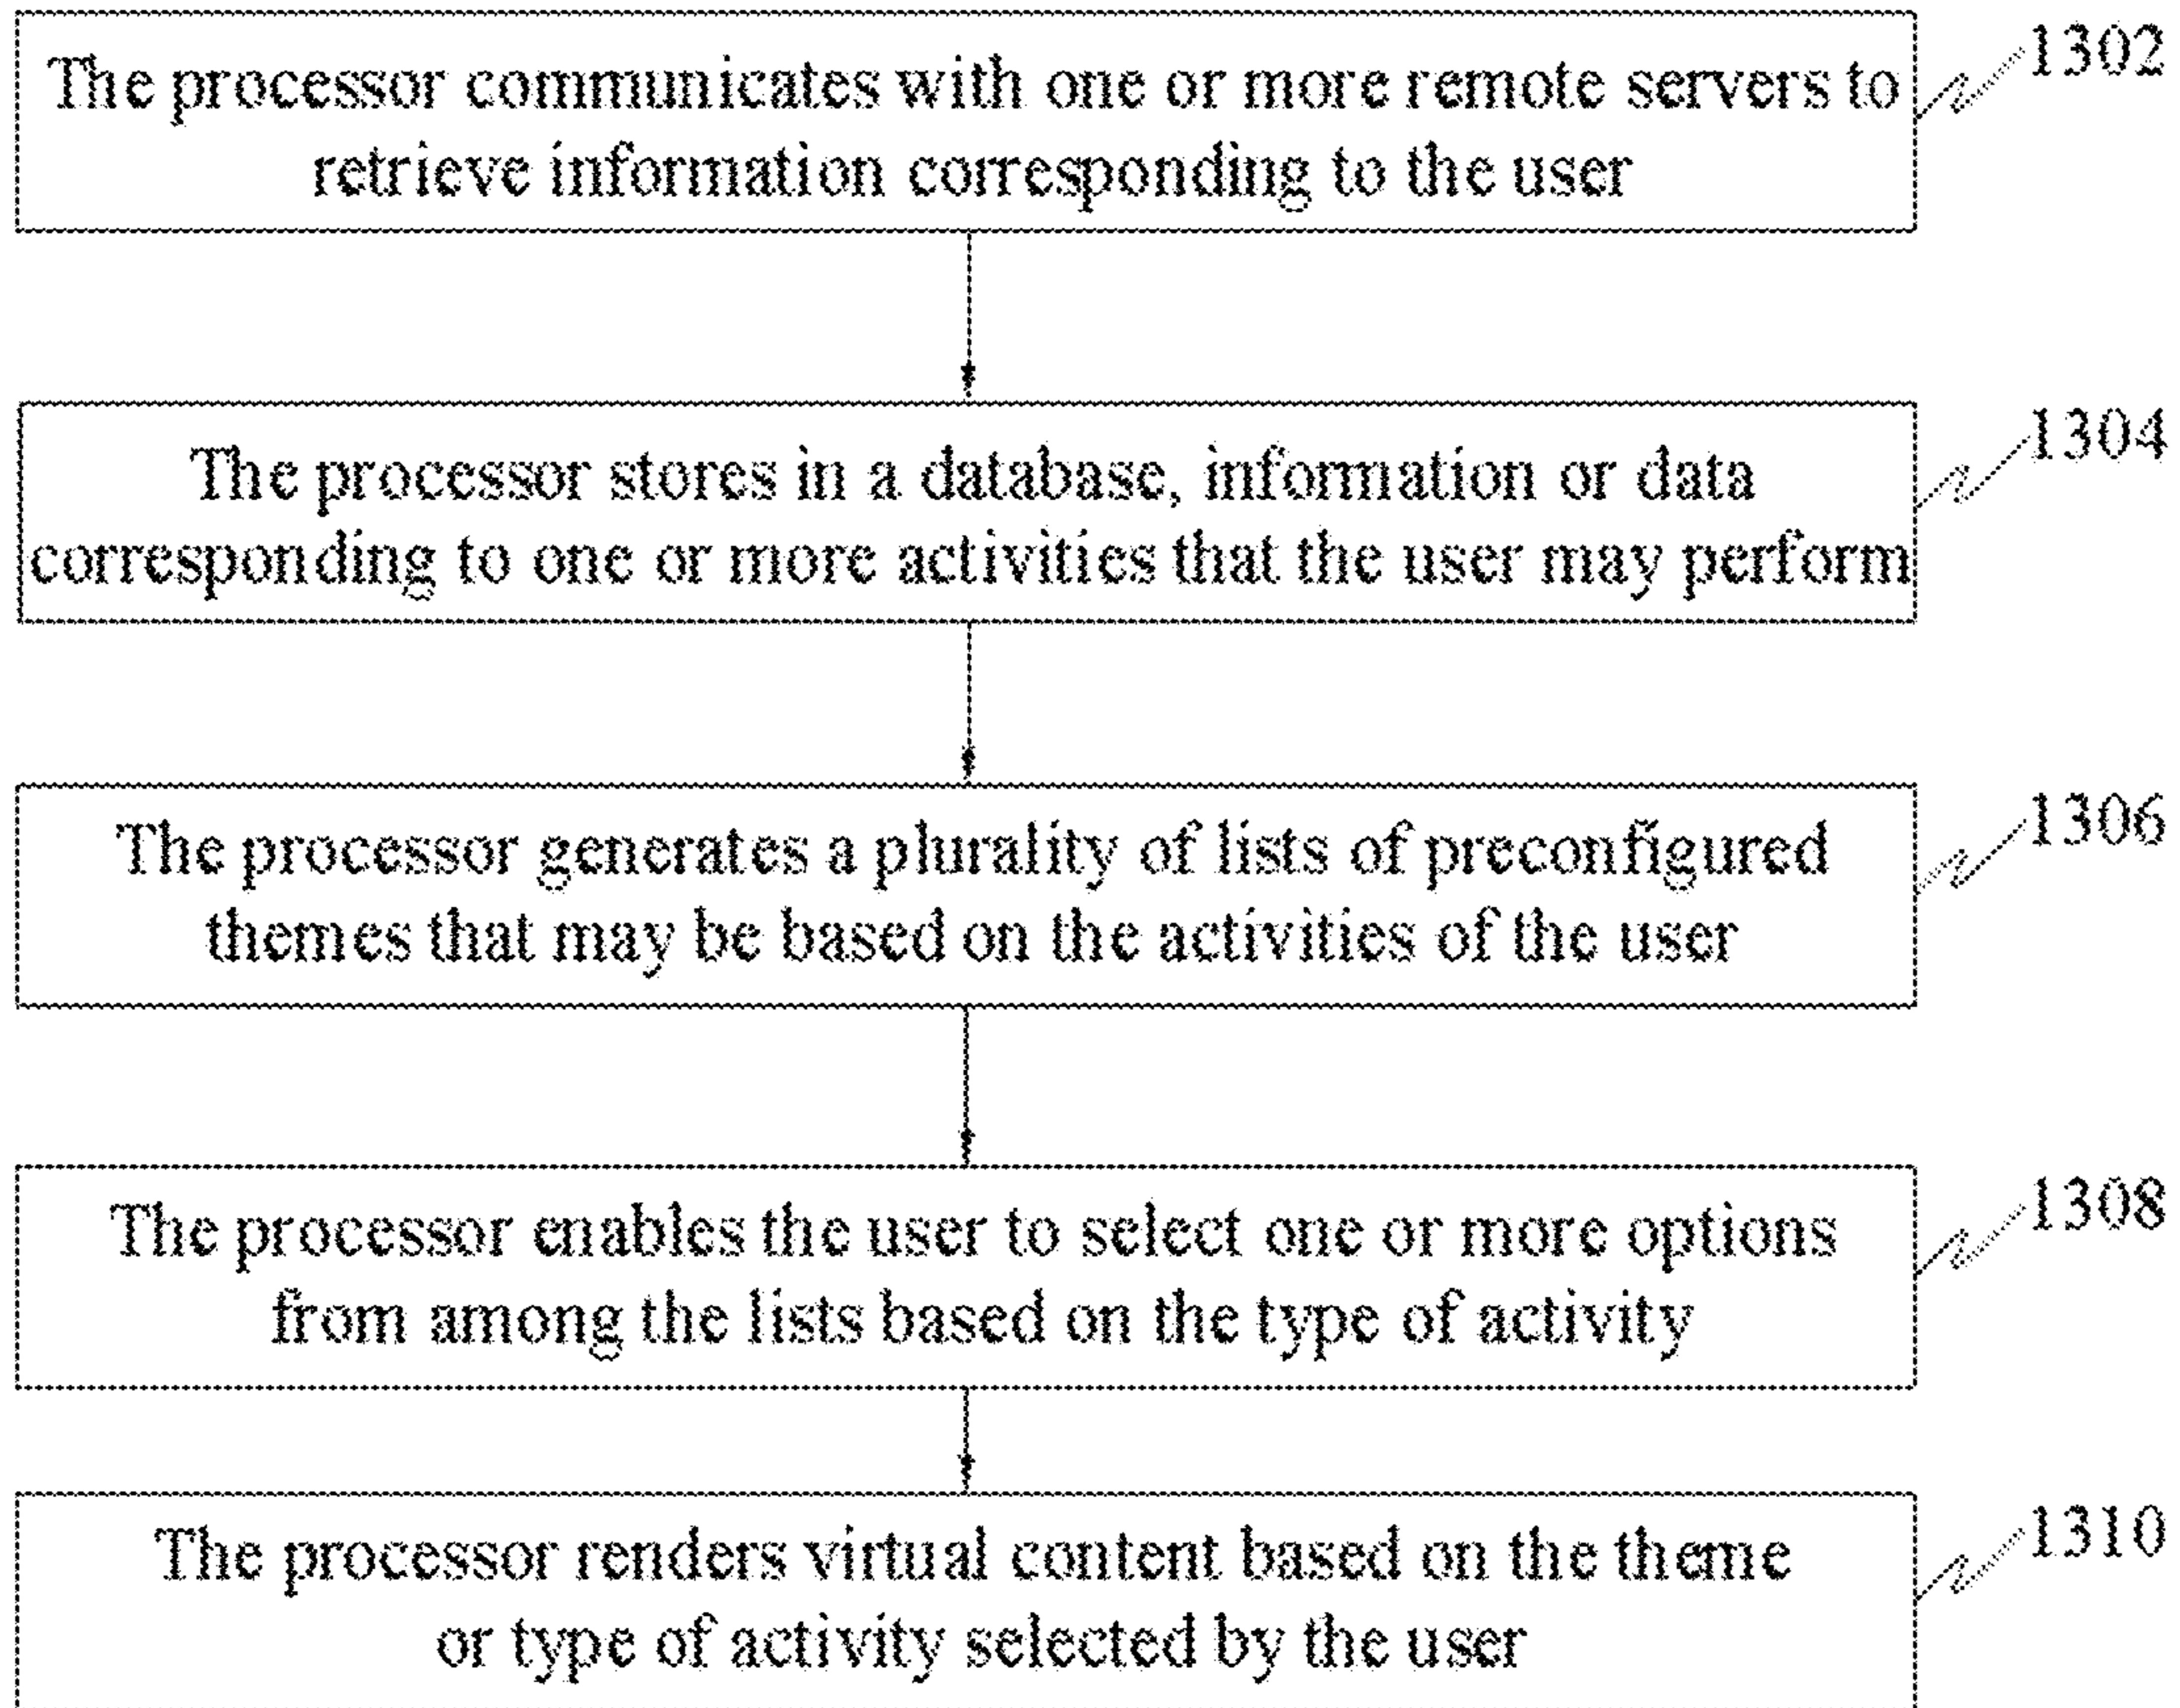 The processor communicates with one or more remote servers to
retrieve information corresponding to the user
1302
The processor stores in a database, information or data
corresponding to one or more activities that the user may perform
1304
The processor generates a plurality of lists of preconfigured
themes that may be based on the activities of the user
1306
The processor enables the user to select one or more options
from among the lists based on the type of activity
1308
The processor renders virtual content based on the theme
or type of activity selected by the user
1310